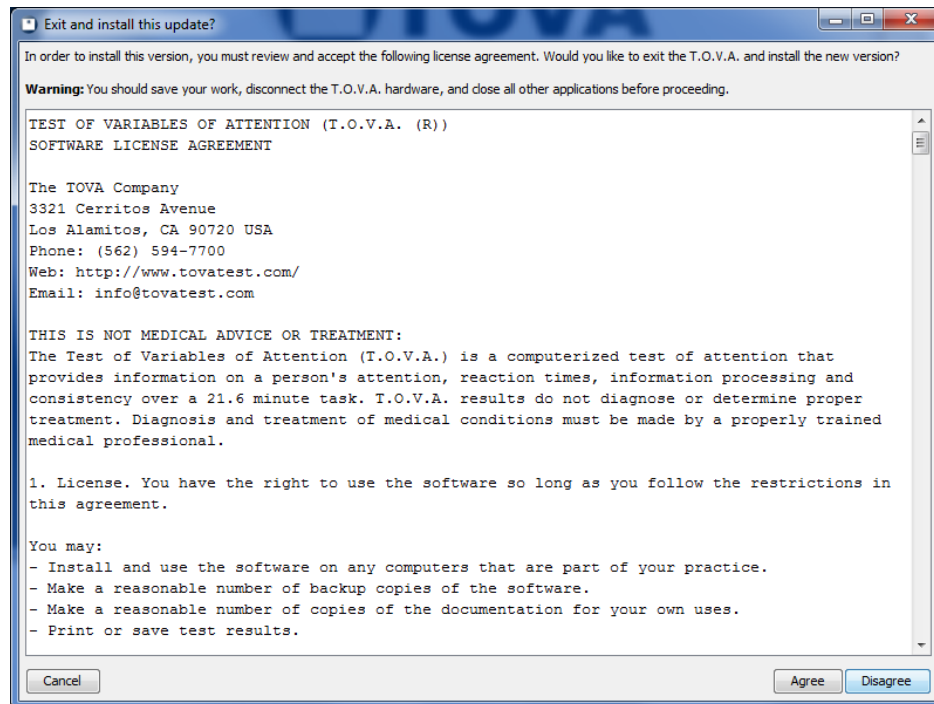 Exit and install this update?
TOVA
In order to install this version, you must review and accept the following license agreement. Would you like to exit the T.O.V.A. and install the new version?
Warning: You should save your work, disconnect the T.O.V.A. hardware, and close all other applications before proceeding.
TEST OF VARIABLES OF ATTENTION (T.O.V.A. (R))
SOFTWARE LICENSE AGREEMENT
The TOVA Company
3321 Cerritos Avenue
Los Alamitos, CA 90720 USA
Phone: (562) 594-7700
Web: http://www.tovatest.com/
Email: info@tovatest.com
THIS IS NOT MEDICAL ADVICE OR TREATMENT:
The Test of Variables of Attention (T.O.V.A.) is a computerized test of attention that
provides information on a person's attention, reaction times, information processing and
consistency over a 21.6 minute task. T.O.V.A. results do not diagnose or determine proper
treatment. Diagnosis and treatment of medical conditions must be made by a properly trained
medical professional.
1. License. You have the right to use the software so long as you follow the restrictions in
this agreement.
You may:
- Install and use the software on any computers that are part of your practice.
- Make a reasonable number of backup copies of the software.
- Make a reasonable number of copies of the documentation for your own uses.
- Print or save test results.
Cancel
Agree
Disagree